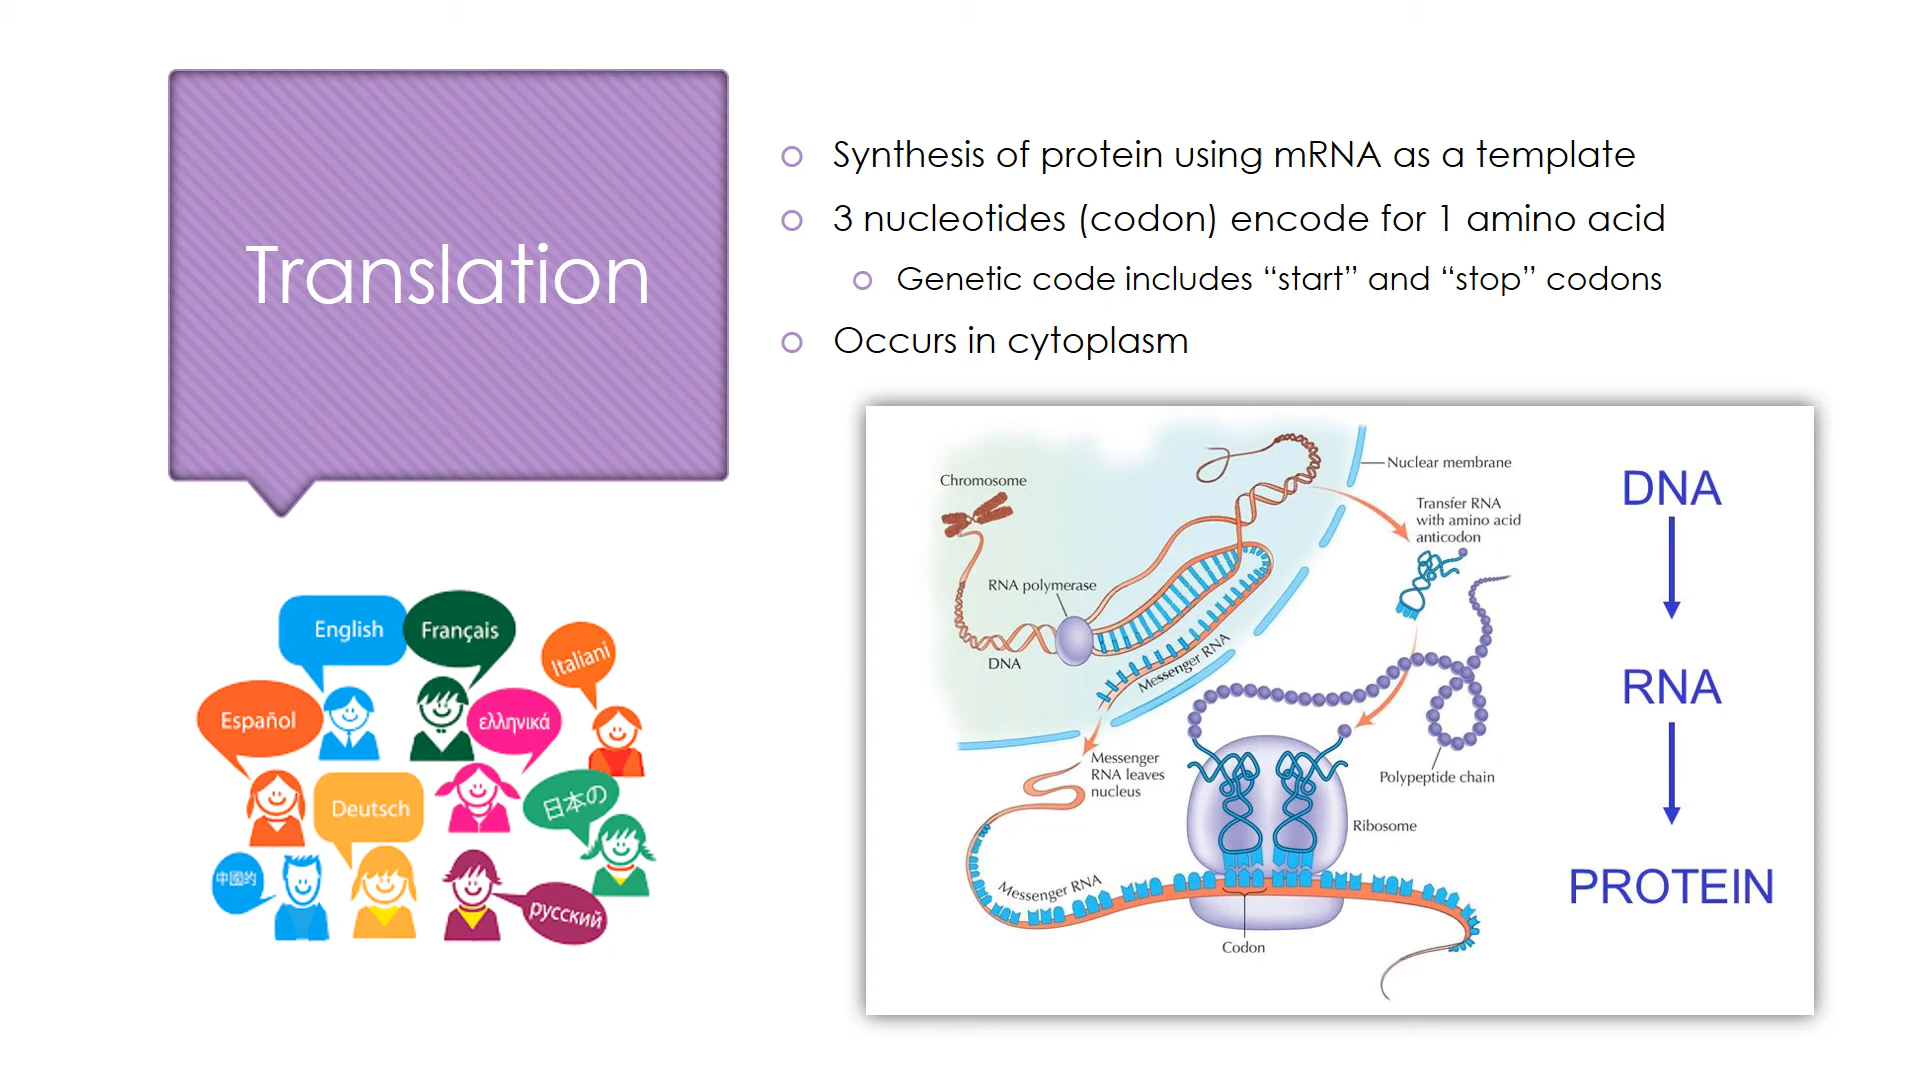 Translation
Synthesis of protein using mRNA as a template
3 nucleotides (codon) encode for 1 amino acid
Genetic code includes “start” and “stop” codons
Occurs in cytoplasm
English
Français
Italiani
Español
ελληνικά
Deutsch
日本の
中國的
русский
Chromosome
Nuclear membrane
Transfer RNA
with amino acid
anticodon
RNA polymerase
DNA
Messenger RNA
Messenger
RNA leaves
nucleus
Polypeptide chain
Ribosome
Messenger RNA
Codon
DNA
RNA
PROTEIN